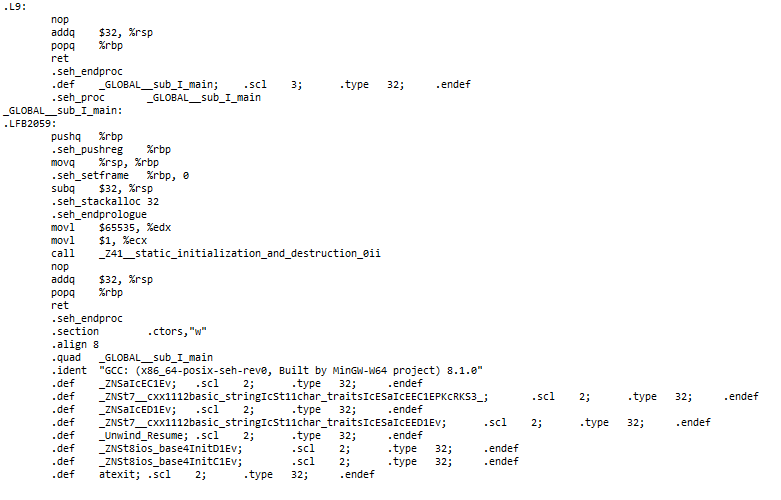 .L9:
nop
addq $32, %rsp
popq %rbp
ret
.seh_endproc
.def _GLOBAL__sub_I_main; .scl 3; .type 32; .endef
.seh_proc _GLOBAL__sub_I_main
_GLOBAL__sub_I_main:
.LFB2059:
pushq %rbp
.seh_pushreg %rbp
movq %rsp, %rbp
.seh_setframe %rbp, 0
subq $32, %rsp
.seh_stackalloc 32
.seh_endprologue
movl $65535, %edx
movl $1, %ecx
call _Z41__static_initialization_and_destruction_0ii
nop
addq $32, %rsp
popq %rbp
ret
.seh_endproc
.section .ctors,"w"
.align 8
.quad _GLOBAL__sub_I_main
.ident "GCC: (x86_64-posix-seh-rev0, Built by MinGW-W64 project) 8.1.0"
.def _ZNSaIcEC1Ev; .scl 2; .type 32; .endef
.def _ZNSt7__cxx1112basic_stringIcSt11char_traitsIcESaIcEEC1EPKcRKS3_; .scl 2; .type 32; .endef
.def _ZNSaIcED1Ev; .scl 2; .type 32; .endef
.def _ZNSt7__cxx1112basic_stringIcSt11char_traitsIcESaIcEED1Ev; .scl 2; .type 32; .endef
.def _Unwind_Resume; .scl 2; .type 32; .endef
.def _ZNSt8ios_base4InitD1Ev; .scl 2; .type 32; .endef
.def _ZNSt8ios_base4InitC1Ev; .scl 2; .type 32; .endef
.def atexit; .scl 2; .type 32; .endef